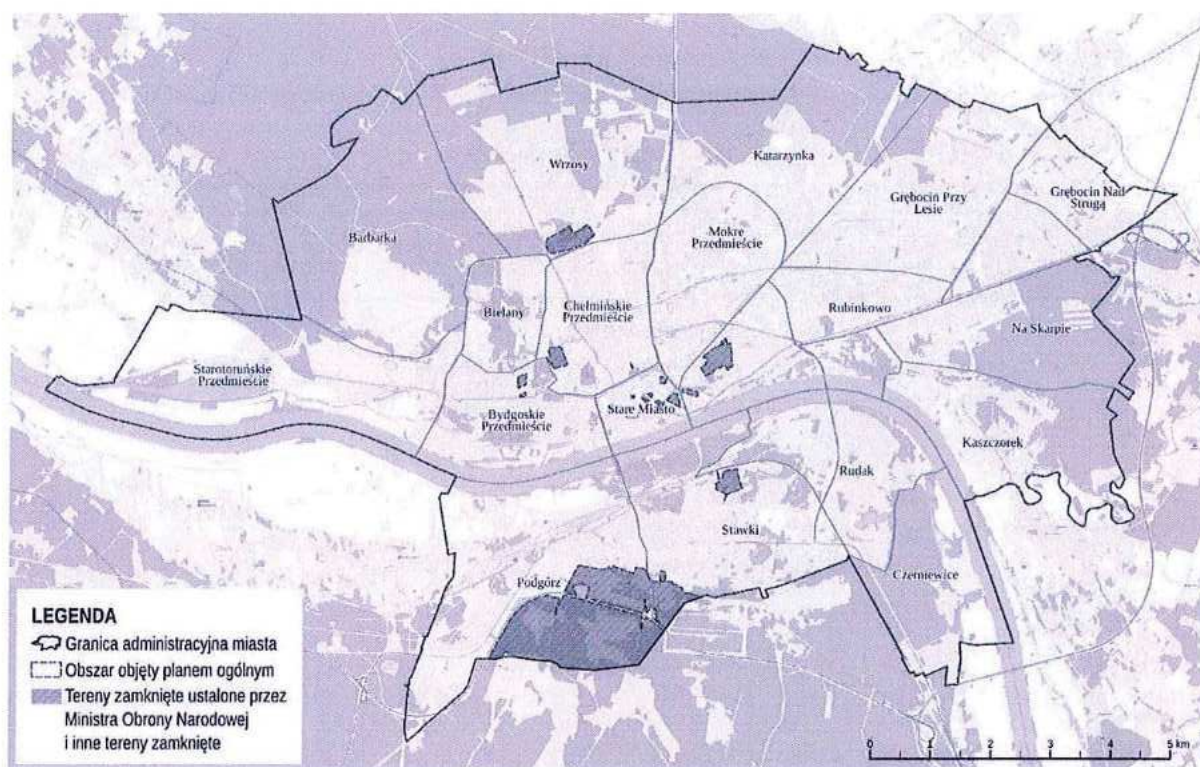 Wrzosy
Katarzynka
Grębocin Przy
Lesie
Grębocin Nad
Strugą
Barbarka
Mokre
Przedmieście
Bielany
Chełmińskie
Przedmieście
Rubinkowo
Na Skarpie
Starotoruńskie
Przedmieście
Bydgoskie
Przedmieście
Stare Miasto
Kaszczorek
Rudak
Stawki
Czerniewice
Podgórz
LEGENDA
Granica administracyjna miasta
Obszar objęty planem ogólnym
Tereny zamknięte ustalone przez
Ministra Obrony Narodowej
i inne tereny zamknięte
0 1 2 3 4 5 km